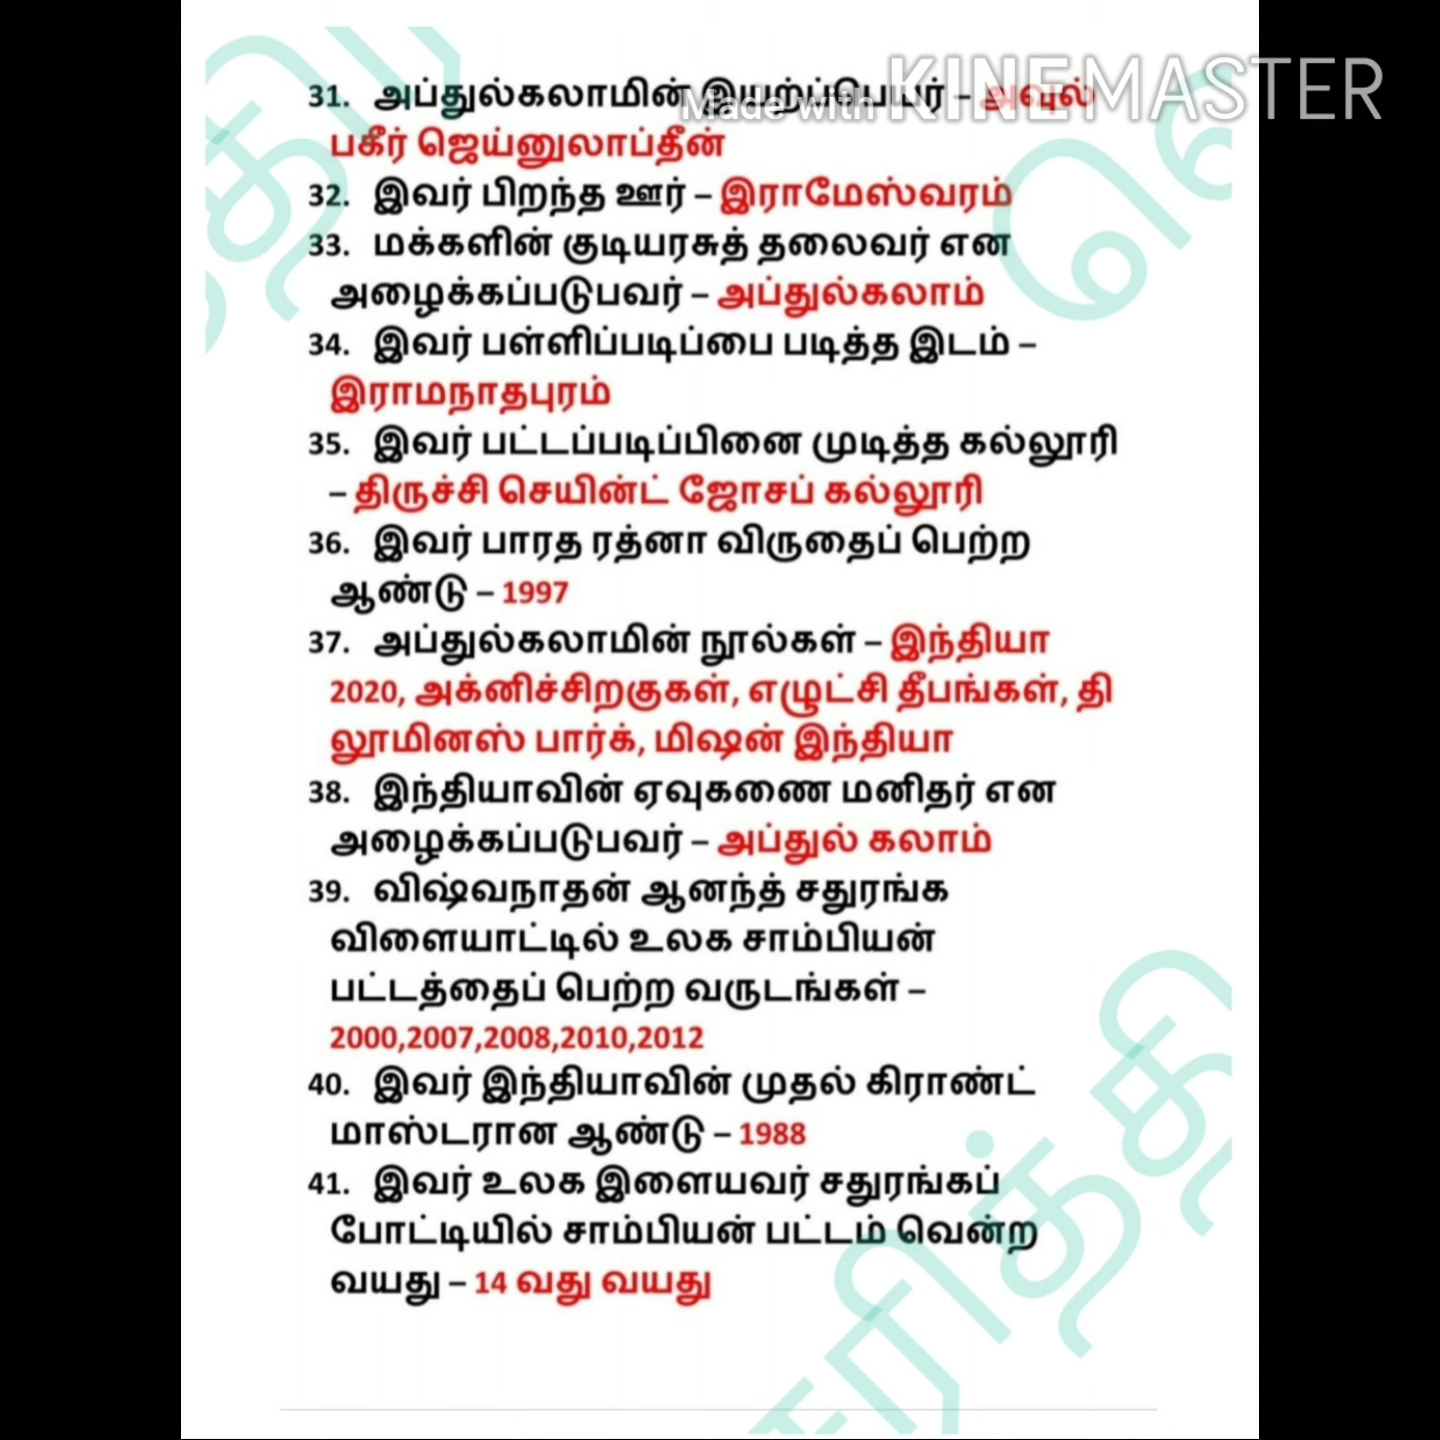 31. அப்துல்கலாமின் இயற்ப்பெயர் – அவுல்
Made with KINEMASTER
பகீர் ஜெய்னுலாப்தீன்
32. இவர் பிறந்த ஊர் – இராமேஸ்வரம்
33. மக்களின் குடியரசுத் தலைவர் என
அழைக்கப்படுபவர் – அப்துல்கலாம்
34. இவர் பள்ளிப்படிப்பை படித்த இடம் –
இராமநாதபுரம்
35. இவர் பட்டப்படிப்பினை முடித்த கல்லூரி
– திருச்சி செயின்ட் ஜோசப் கல்லூரி
36. இவர் பாரத ரத்னா விருதைப் பெற்ற
ஆண்டு – 1997
37. அப்துல்கலாமின் நூல்கள் – இந்தியா
2020, அக்னிச்சிறகுகள், எழுட்சி தீபங்கள், தி
லூமினஸ் பார்க், மிஷன் இந்தியா
38. இந்தியாவின் ஏவுகணை மனிதர் என
அழைக்கப்படுபவர் – அப்துல் கலாம்
39. விஷ்வநாதன் ஆனந்த் சதுரங்க
விளையாட்டில் உலக சாம்பியன்
பட்டத்தைப் பெற்ற வருடங்கள் –
2000,2007,2008,2010,2012
40. இவர் இந்தியாவின் முதல் கிராண்ட்
மாஸ்டரான ஆண்டு – 1988
41. இவர் உலக இளையவர் சதுரங்கப்
போட்டியில் சாம்பியன் பட்டம் வென்ற
வயது – 14 வது வயது